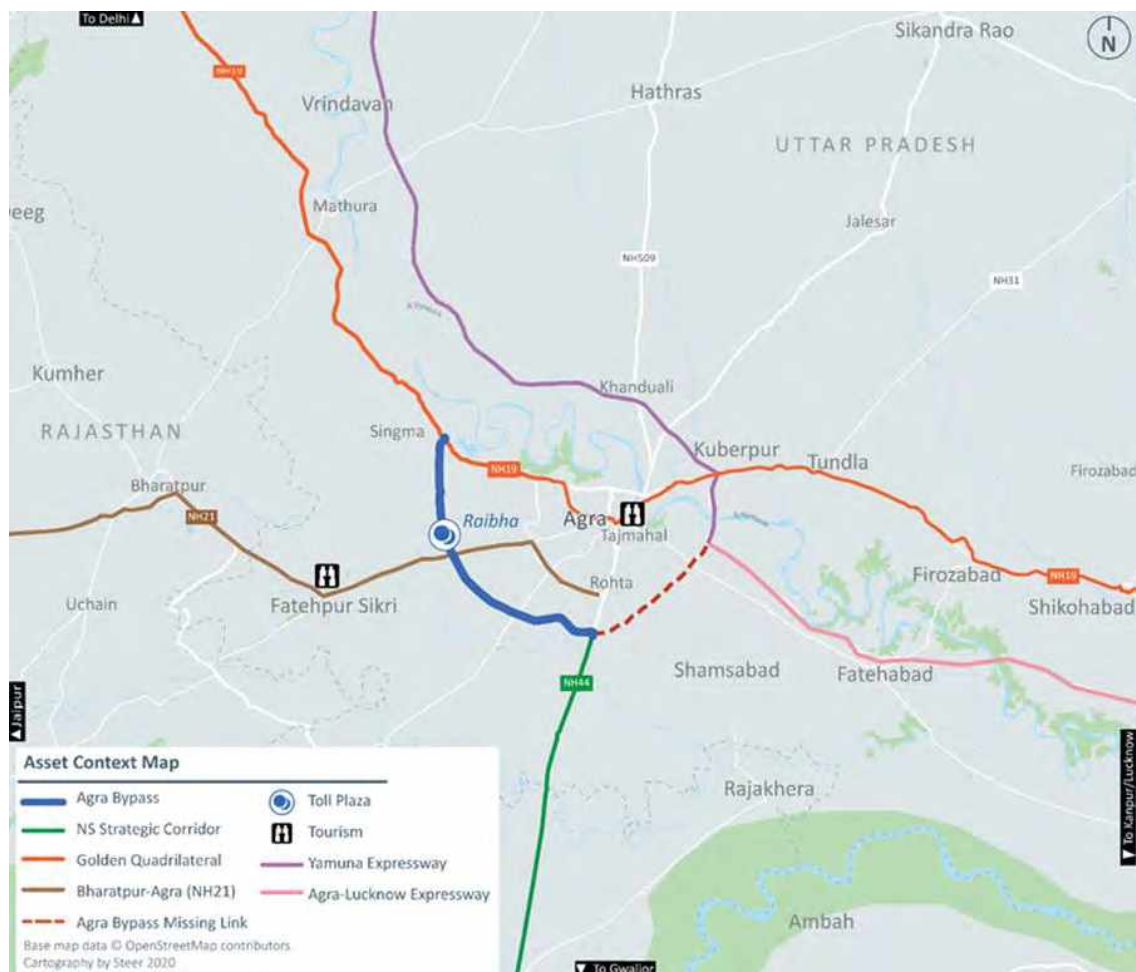 To Delhi
Sikandra Rao
N
NH19
Hathras
Vrindavan
UTTAR PRADESH
Mathura
Jalesar
eeg
NH509
NH31
Kumher
Khanduali
RAJASTHAN
Singma
Kuberpur
Tundla
NH19
Firozabad
Bharatpur
NH21
Raibha
Agra
Tajmahal
Rohta
Firozabad
NH19
Uchain
Fatehpur Sikri
Shikohabad
Shamsabad
Fatehabad
NH44
Jaipur
To Kanpur/Lucknow
Rajakhera
Ambah
To Gwalior
Asset Context Map
Agra Bypass
Toll Plaza
NS Strategic Corridor
Tourism
Golden Quadrilateral
Yamuna Expressway
Bharatpur-Agra (NH21)
Agra-Lucknow Expressway
Agra Bypass Missing Link
Base map data © OpenStreetMap contributors
Cartography by Steer 2020